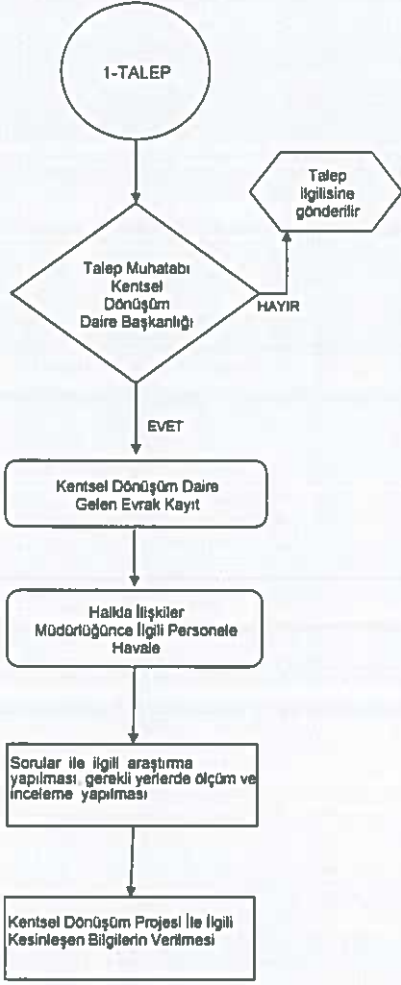 1-TALEP
Talep
ilgilisine
gönderilir
Talep Muhatabı
Kentsel
Dönüşüm
Daire Başkanlığı
HAYIR
EVET
Kentsel Dönüşüm Daire
Gelen Evrak Kayıt
Halkla İlişkiler
Müdürlüğünce İlgili Personele
Havale
Sorular ile ilgili araştırma
yapılması, gerekli yerlerde ölçüm ve
inceleme yapılması
Kentsel Dönüşüm Projesi İle İlgili
Kesinleşen Bilgilerin Verilmesi